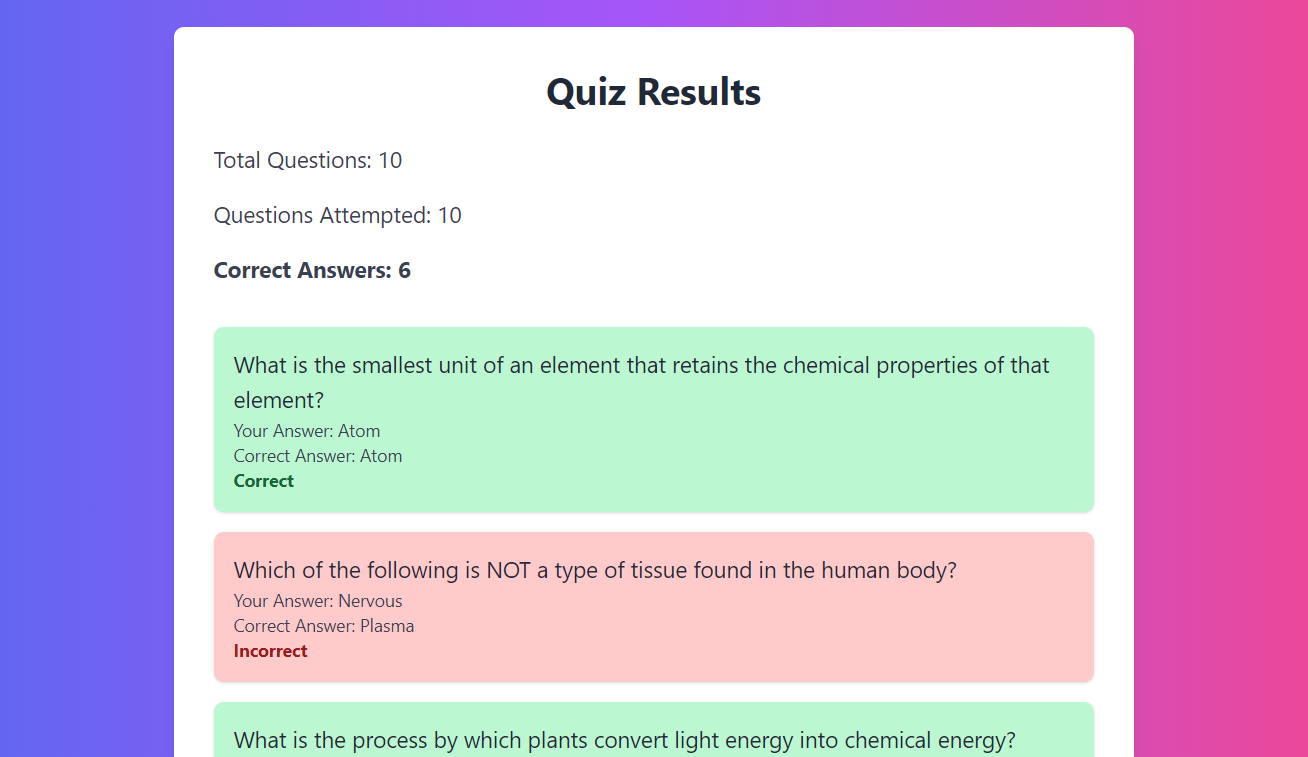 Quiz Results
Total Questions: 10
Questions Attempted: 10
Correct Answers: 6
What is the smallest unit of an element that retains the chemical properties of that
element?
Your Answer: Atom
Correct Answer: Atom
Correct
Which of the following is NOT a type of tissue found in the human body?
Your Answer: Nervous
Correct Answer: Plasma
Incorrect
What is the process by which plants convert light energy into chemical energy?